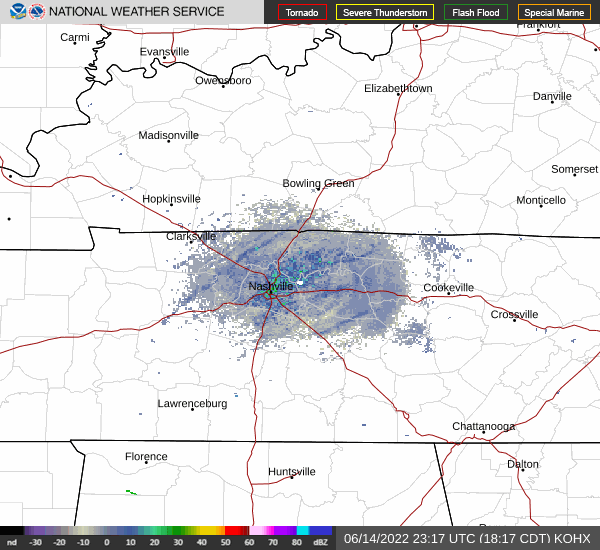 NATIONAL WEATHER SERVICE
Tornado Severe Thunderstorm Flash Flood Special Marine
Frankfort
Carmi
Evansville
Owensboro
Elizabethtown
Danville
Madisonville
Somerset
Bowling Green
Hopkinsville
Monticello
Clarksville
Nashville
Cookeville
Crossville
Lawrenceburg
Chattanooga
Florence
Dalton
Huntsville
nd -30 -20 -10 0 10 20 30 40 50 60 70 80 dBZ
06/14/2022 23:17 UTC (18:17 CDT) KOHX